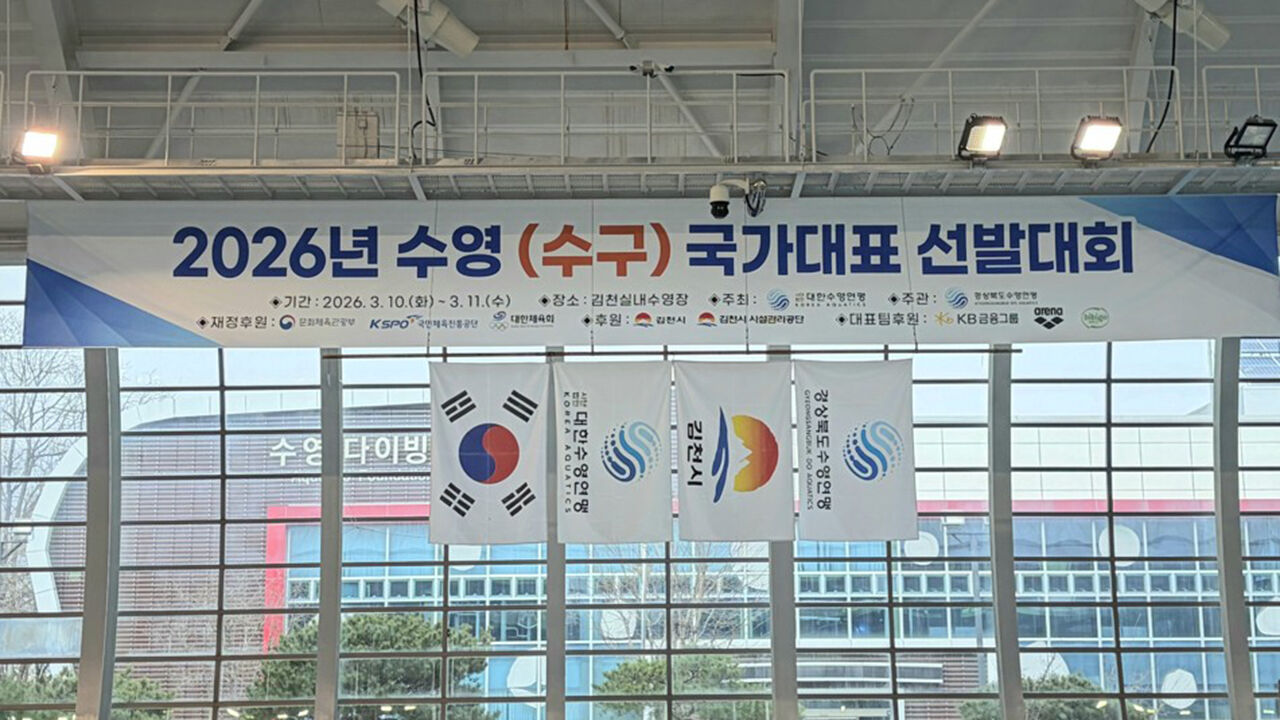 2026년 수영 (수구) 국가대표 선발대회
◈기간 : 2026. 3. 10.(화) ~ 3. 11.(수) ◈장소 : 김천실내수영장 ◈주최 : 대한수영연맹 KOREA AQUATICS ◈주관 : 경상북도수영연맹
◈재정후원 : 문화체육관광부 KSPO 국민체육진흥공단 대한체육회 ◈후원 : 김천시 김천시 시설관리공단 ◈대표팀후원 : KB금융그룹 arena bibigo
수영 다이빙
대한수영연맹
KOREA AQUATICS
김천시
경상북도수영연맹
GYEONGSANGBUK-DO AQUATICS